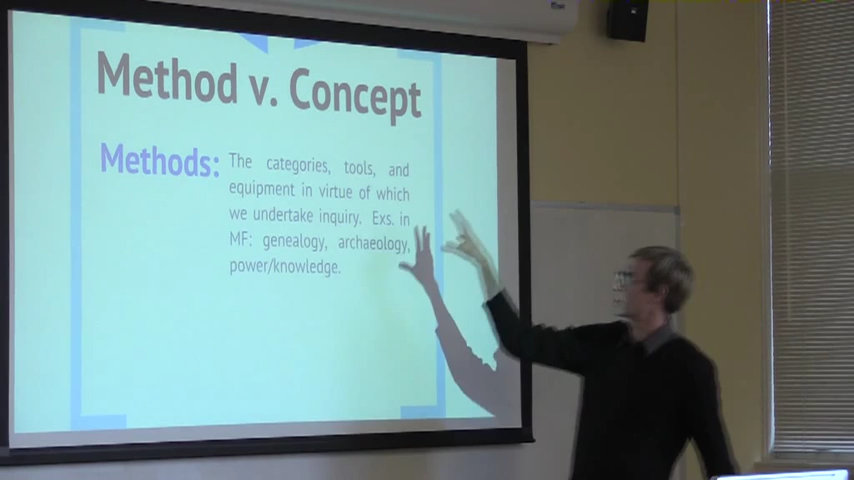 Method v. Concept
Methods: The categories, tools, and
equipment in virtue of which
we undertake inquiry. Exs. in
MF: genealogy, archaeology,
power/knowledge.